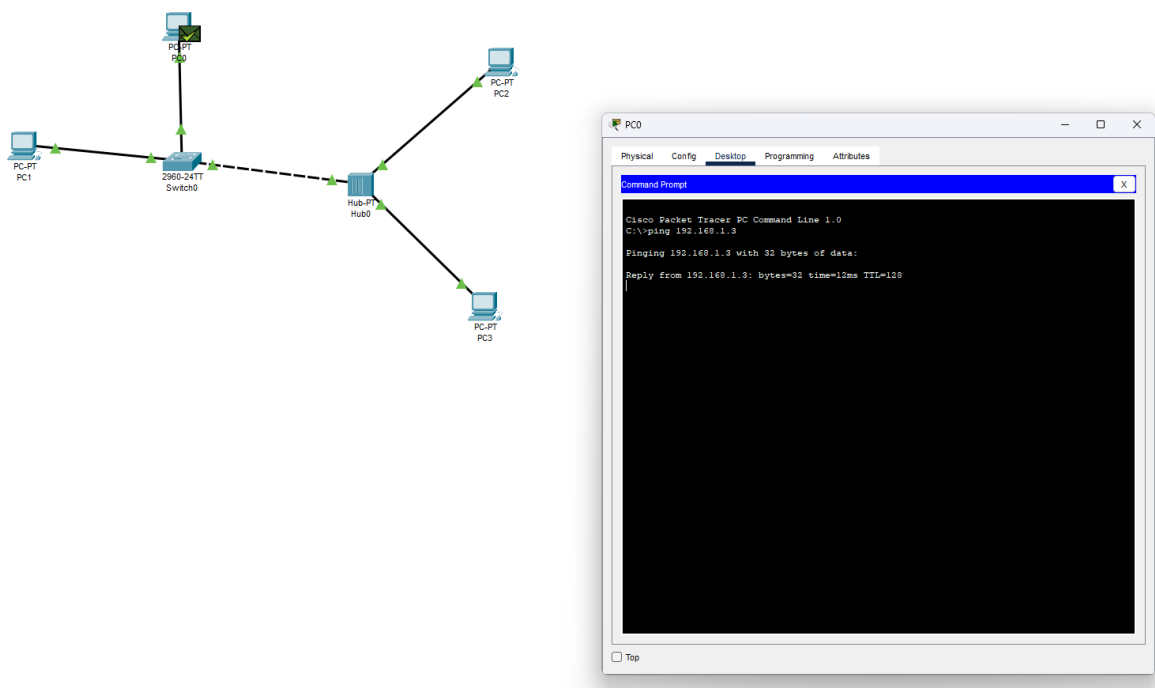 PC-PT
PC0
PC-PT
PC2
PC-PT
PC1
2960-24TT
Switch0
Hub-PT
Hub0
PC-PT
PC3
PC0
Physical Config Desktop Programming Attributes
Command Prompt
X
Cisco Packet Tracer PC Command Line 1.0
C:\>ping 192.168.1.3
Pinging 192.168.1.3 with 32 bytes of data:
Reply from 192.168.1.3: bytes=32 time=12ms TTL=128
Top